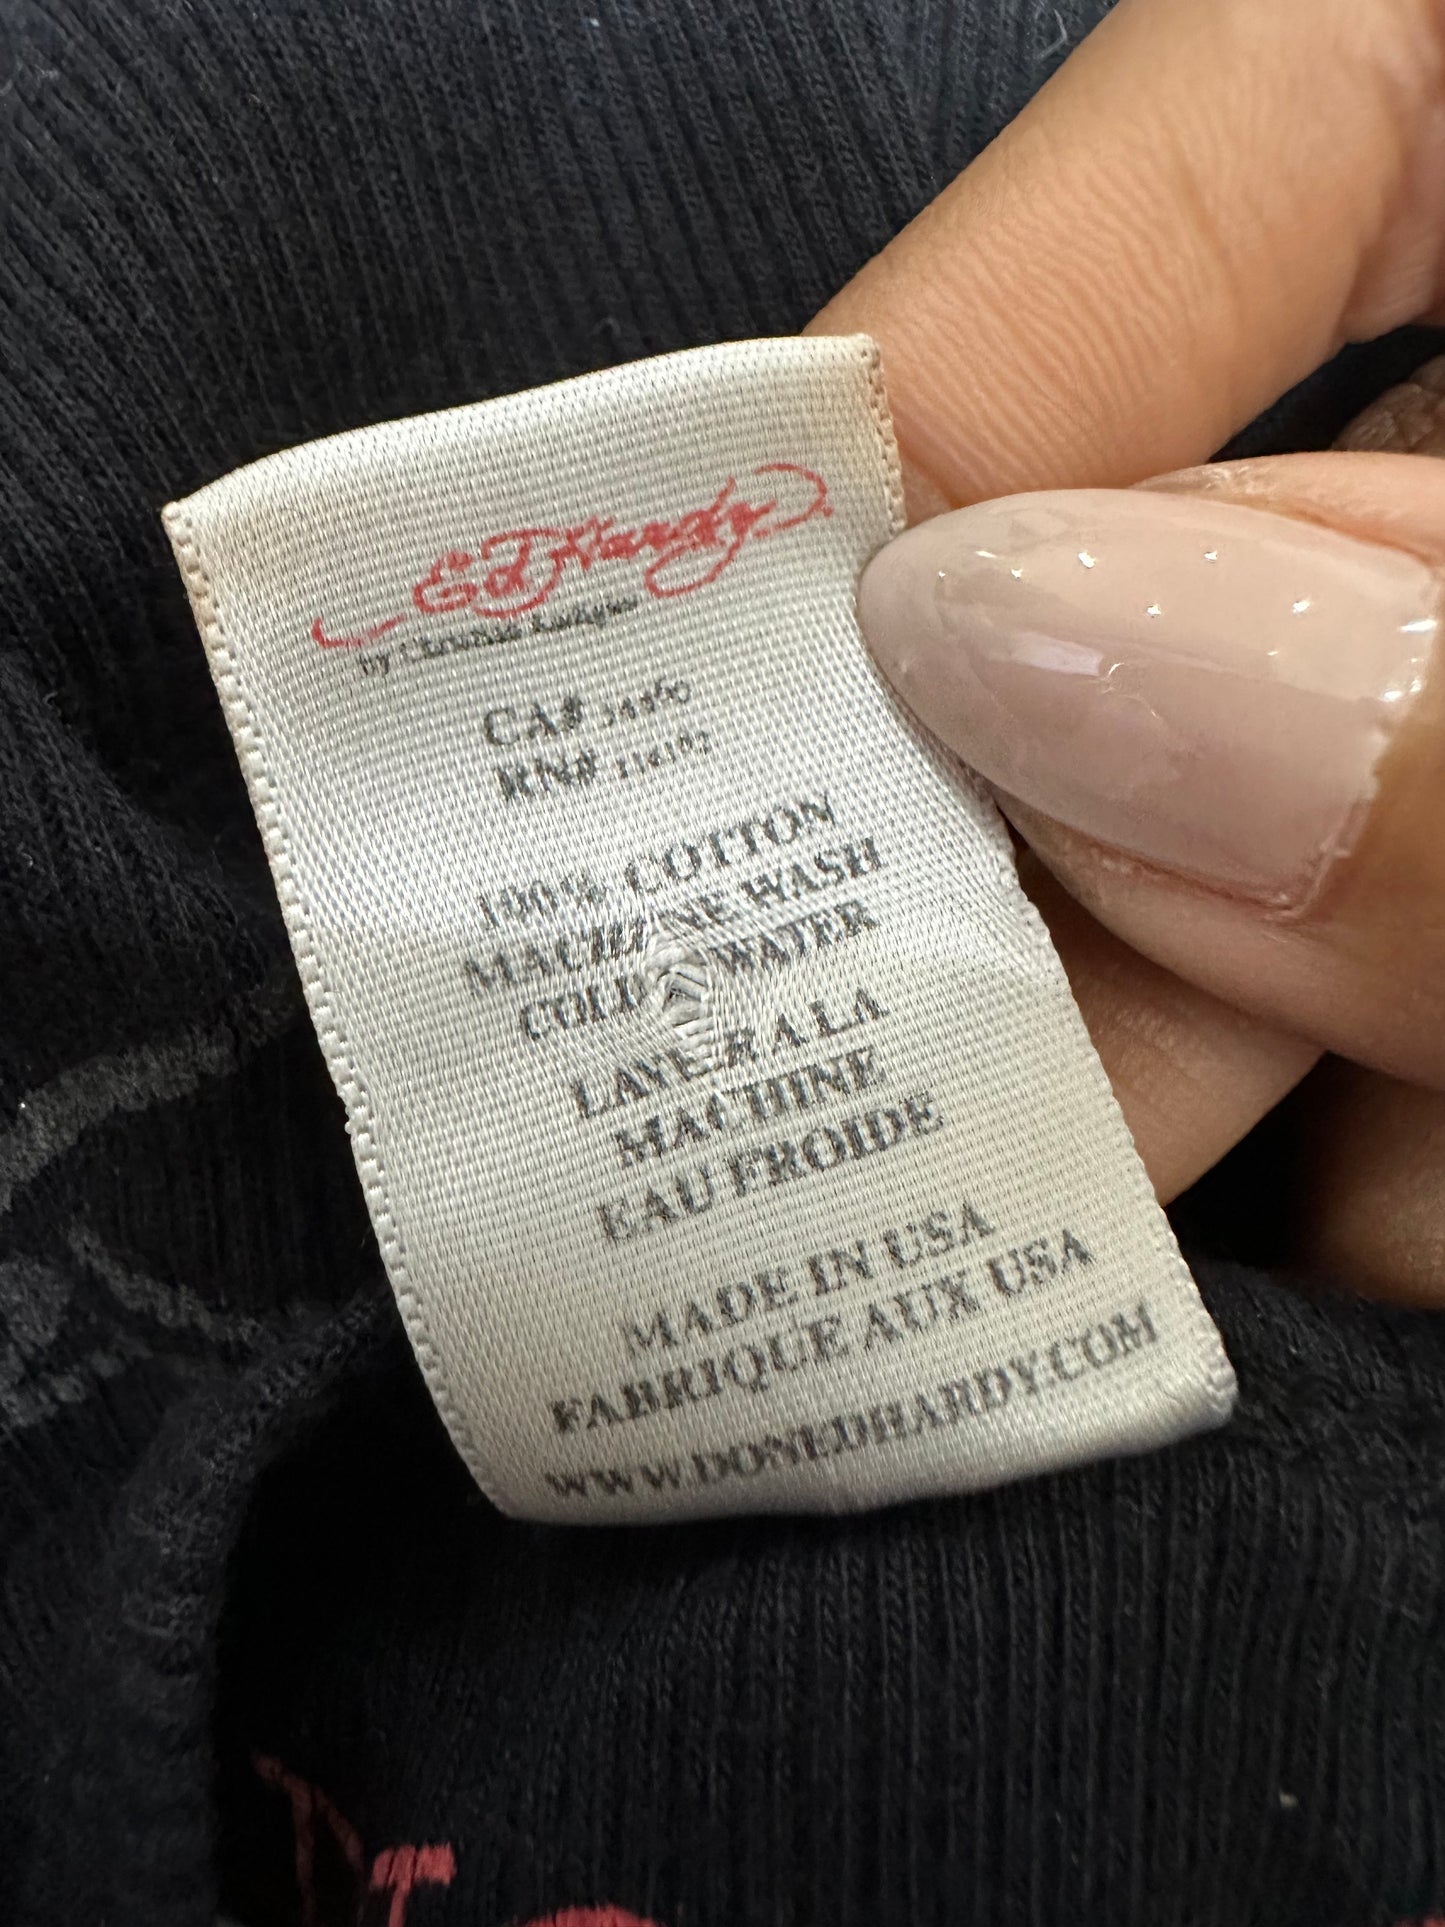 Ed Hardy
by Christian Audigier
CA#
RN#
100% COTTON
MACHINE WASH
COLD WATER
LAVER A LA
MACHINE
EAU FROIDE
MADE IN USA
FABRIQUE AUX USA
WWW.DONEDHARDY.COM